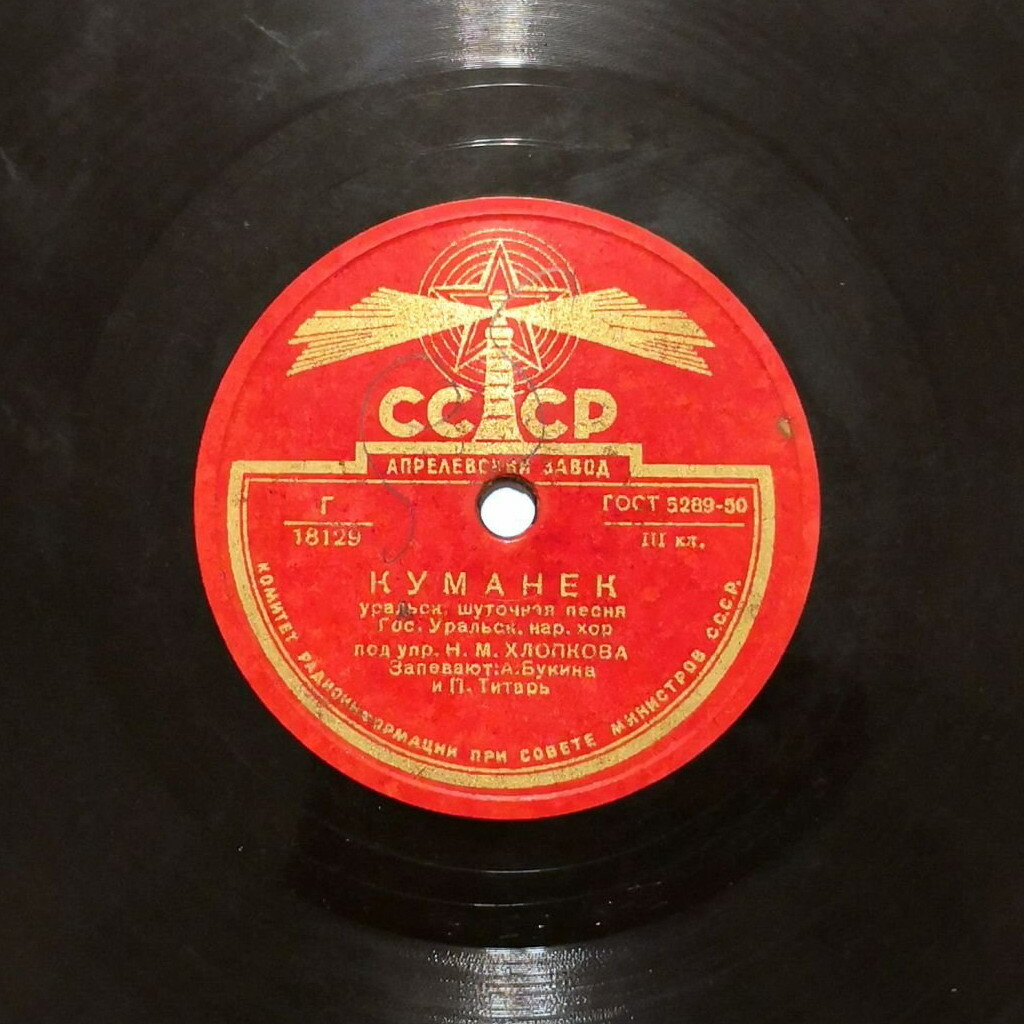 СССР
АПРЕЛЕВСКИЙ ЗАВОД
Г
18129
ГОСТ 5289-50
III кл.
КУМАНЕК
уральск. шуточная песня
Гос. Уральск. нар. хор
под упр. Н. М. ХЛОПКОВА
Запевают: А. Букина
и П. Титарь
КОМИТЕТ РАДИОИНФОРМАЦИИ ПРИ СОВЕТЕ МИНИСТРОВ С.С.С.Р.